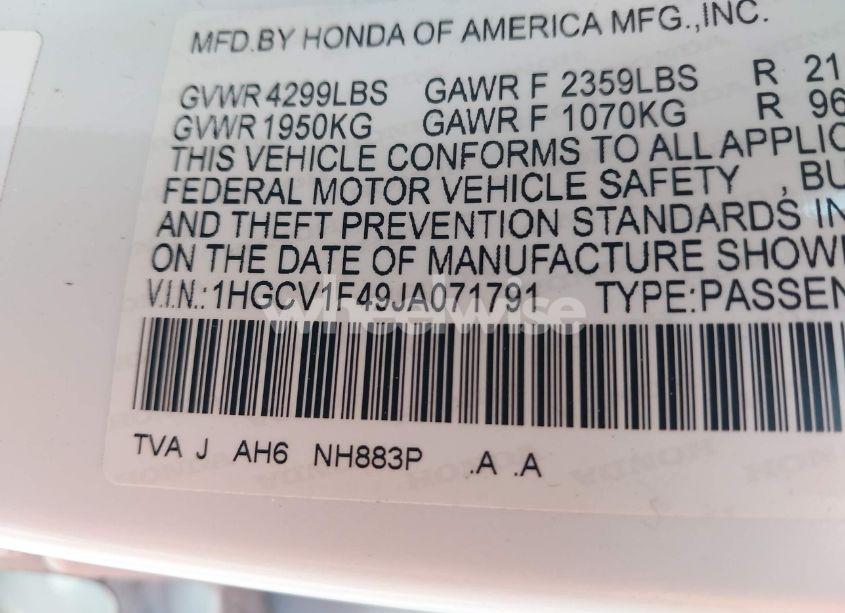 MFD.BY HONDA OF AMERICA MFG.,INC.
GVWR 4299LBS GAWR F 2359LBS R 21
GVWR 1950KG GAWR F 1070KG R 96
THIS VEHICLE CONFORMS TO ALL APPLIC
FEDERAL MOTOR VEHICLE SAFETY , BU
AND THEFT PREVENTION STANDARDS IN
ON THE DATE OF MANUFACTURE SHOW
V.I.N.:1HGCV1F49JA071791 TYPE:PASSEN
wheelwise
TVA J AH6 NH883P .A .A